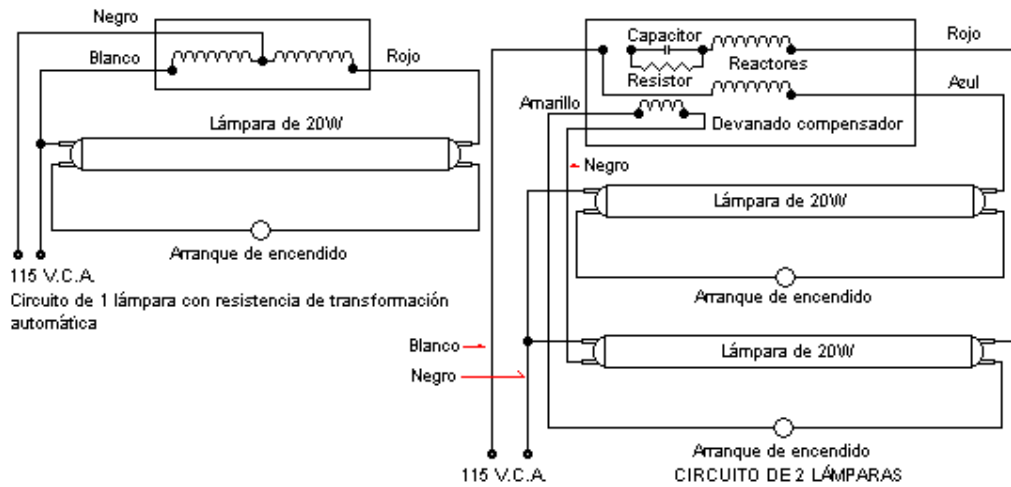 Negro
Blanco
Rojo
Lámpara de 20W
Arranque de encendido
115 V.C.A.
Circuito de 1 lámpara con resistencia de transformación
automática
Capacitor
Rojo
Resistor
Reactores
Azul
Amarillo
Devanado compensador
Negro
Lámpara de 20W
Arranque de encendido
Blanco
Lámpara de 20W
Negro
Arranque de encendido
115 V.C.A.
CIRCUITO DE 2 LÁMPARAS